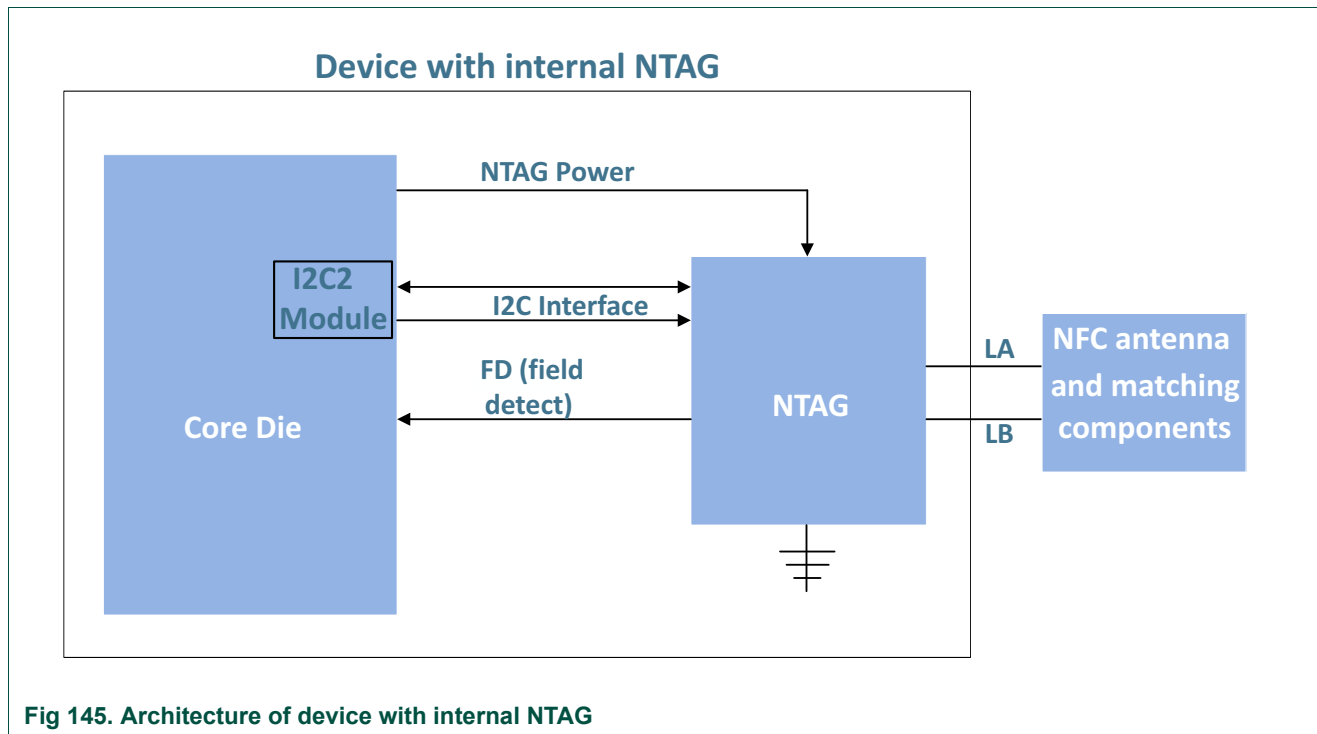 Device with internal NTAG
NTAG Power
I2C2
Module
I2C Interface
FD (field
detect)
Core Die
NTAG
LA
LB
NFC antenna
and matching
components
Fig 145. Architecture of device with internal NTAG